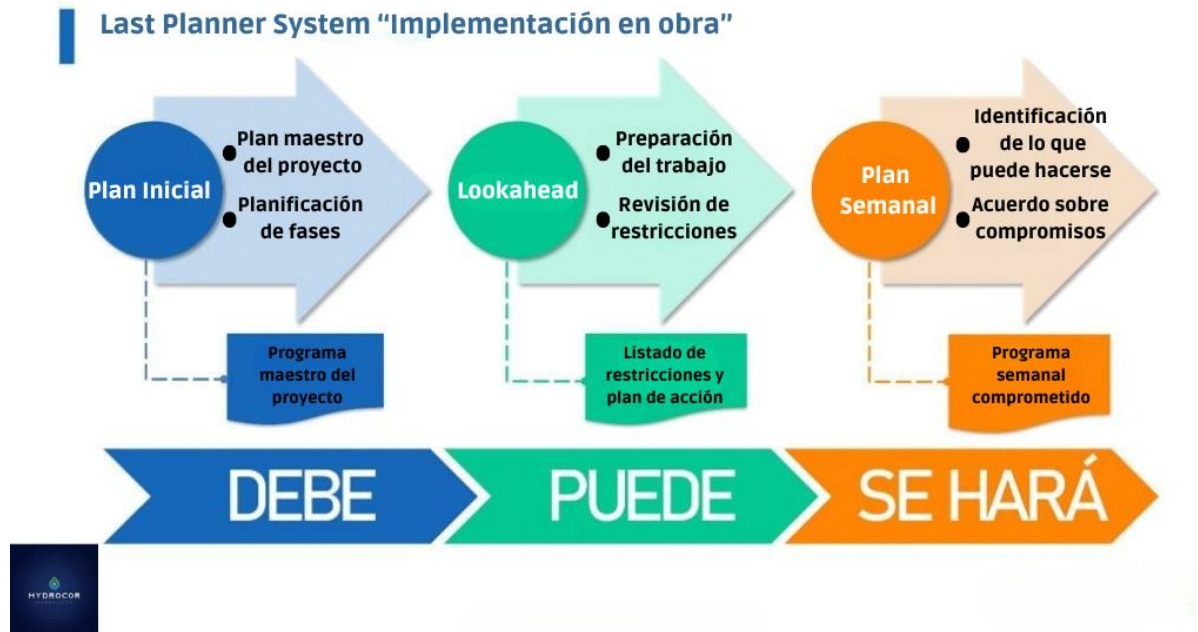 Last Planner System “Implementación en obra”
Plan Inicial
Plan maestro
del proyecto
Planificación
de fases
Programa
maestro del
proyecto
Lookahead
Preparación
del trabajo
Revisión de
restricciones
Listado de
restricciones y
plan de acción
Plan
Semanal
Identificación
de lo que
puede hacerse
Acuerdo sobre
compromisos
Programa
semanal
comprometido
DEBE
PUEDE
SE HARÁ
HYDROCOR